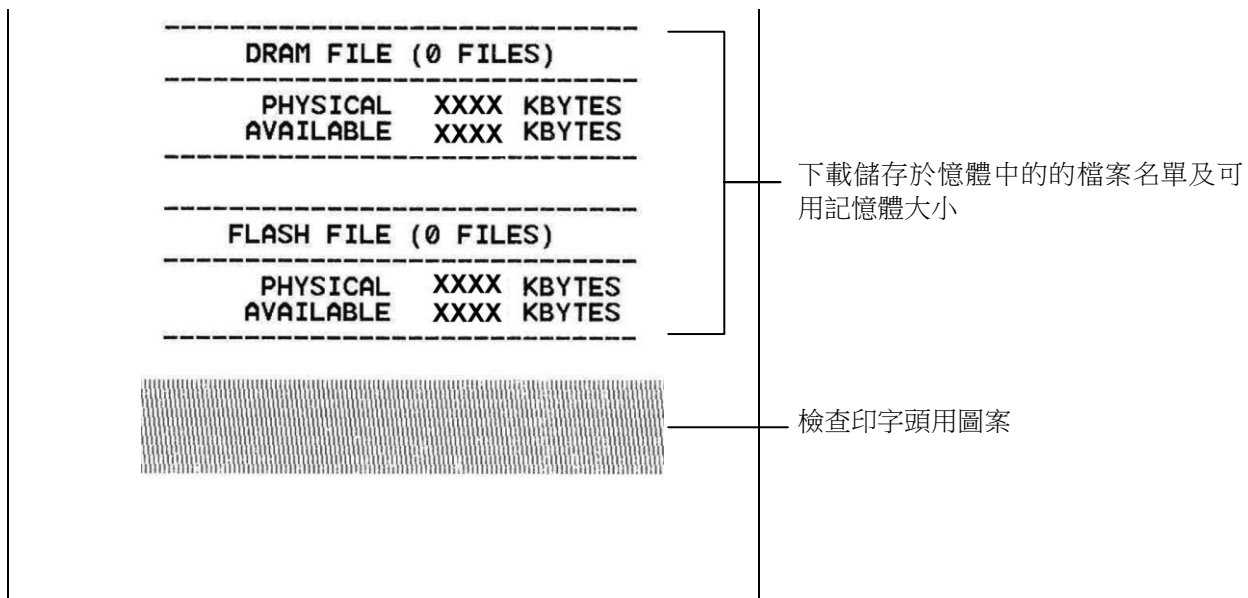 DRAM FILE (0 FILES)
PHYSICAL XXXX KBYTES
AVAILABLE XXXX KBYTES
FLASH FILE (0 FILES)
PHYSICAL XXXX KBYTES
AVAILABLE XXXX KBYTES
下載儲存於憶體中的的檔案名單及可
用記憶體大小
檢查印字頭用圖案